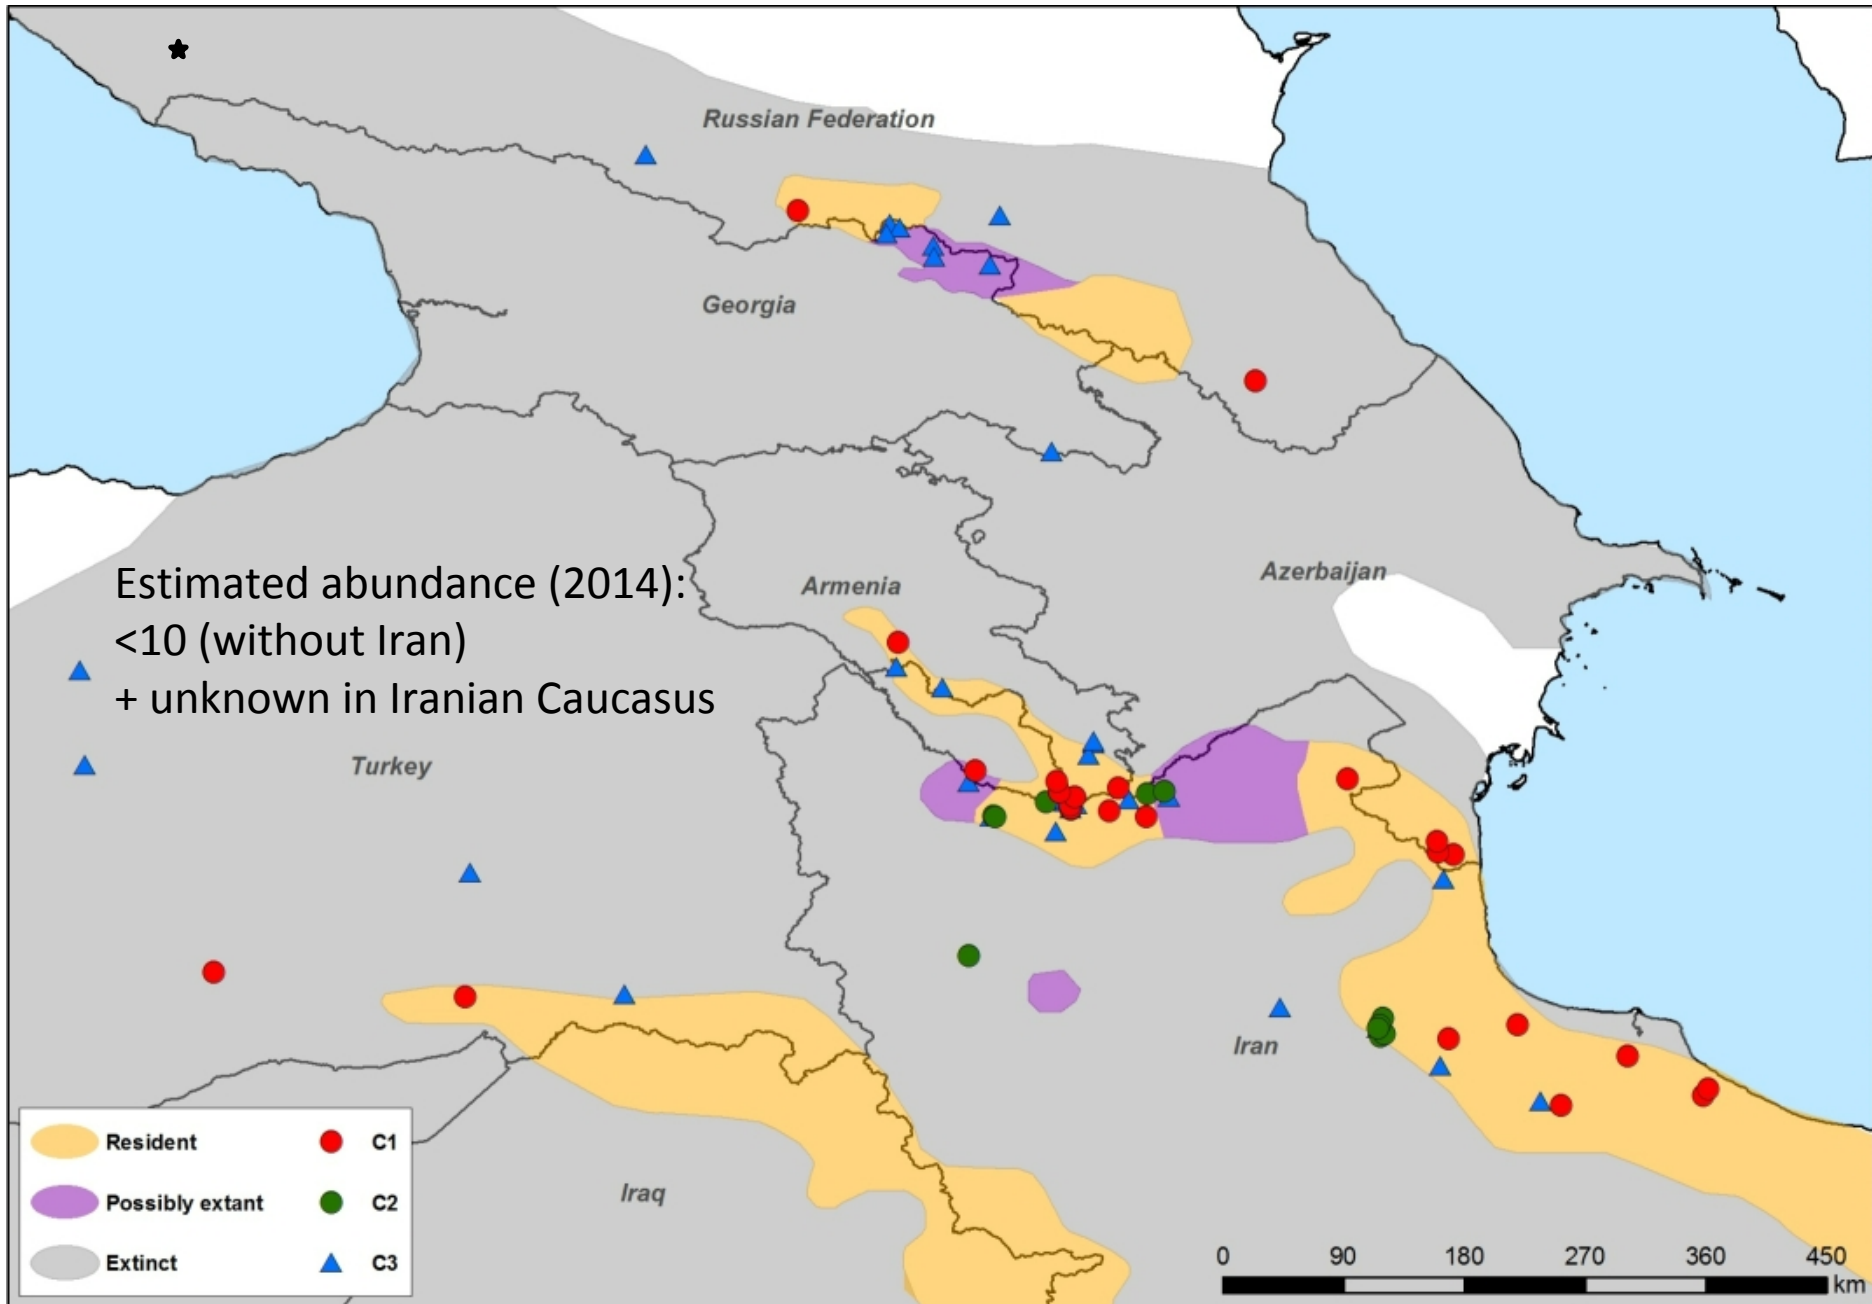 Russian Federation
Georgia
Estimated abundance (2014):
<10 (without Iran)
+ unknown in Iranian Caucasus
Armenia
Azerbaijan
Turkey
Iran
Iraq
Resident
C1
Possibly extant
C2
Extinct
C3
0 90 180 270 360 450
km